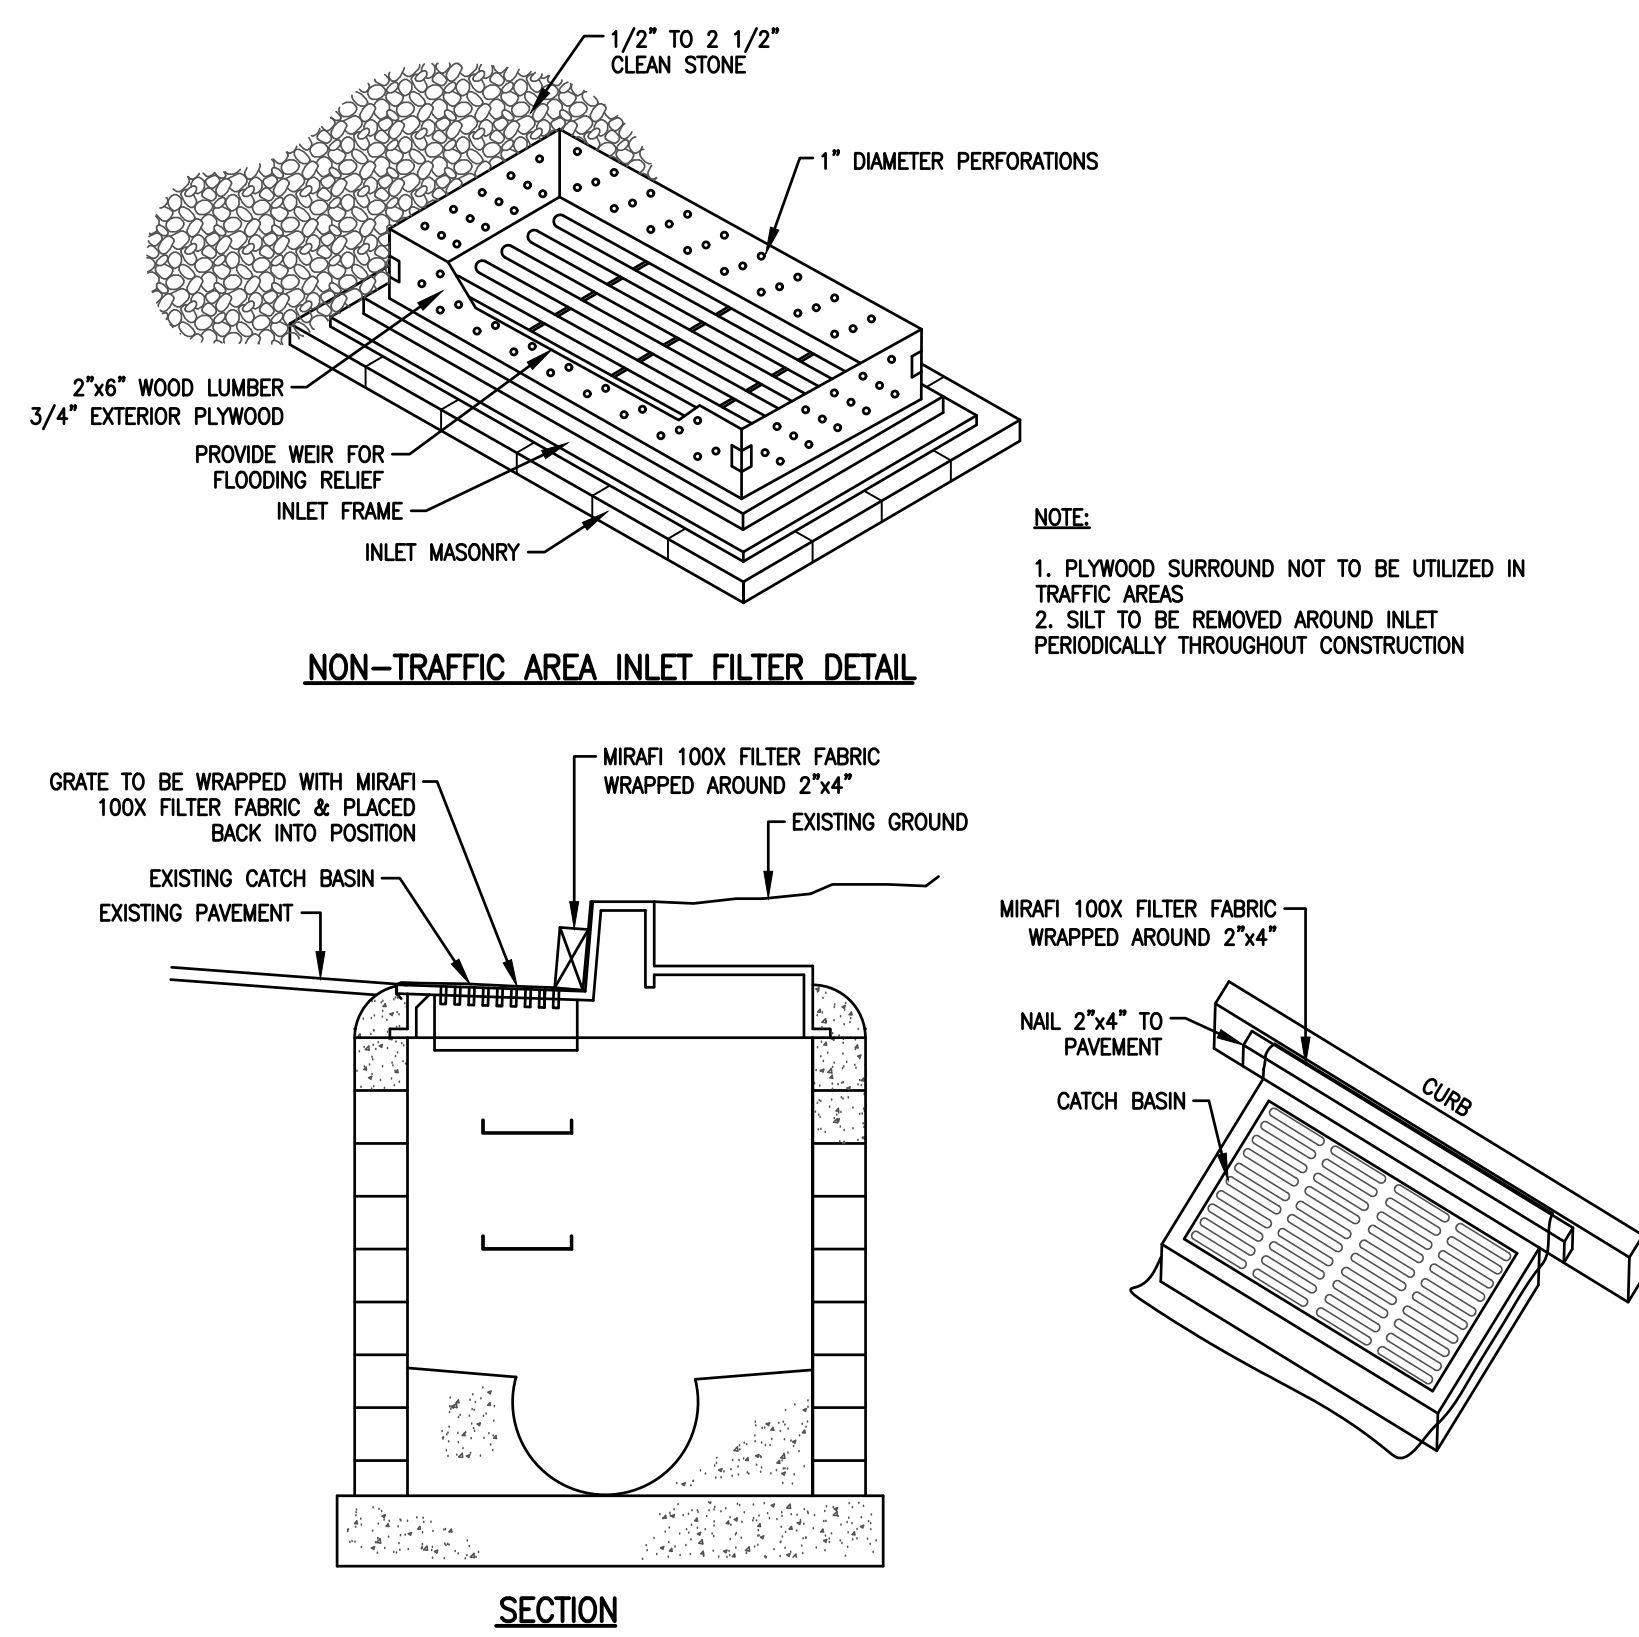 1/2" TO 2 1/2"
CLEAN STONE
1" DIAMETER PERFORATIONS
2"x6" WOOD LUMBER
3/4" EXTERIOR PLYWOOD
PROVIDE WEIR FOR
FLOODING RELIEF
INLET FRAME
INLET MASONRY
NOTE:
1. PLYWOOD SURROUND NOT TO BE UTILIZED IN
TRAFFIC AREAS
2. SILT TO BE REMOVED AROUND INLET
PERIODICALLY THROUGHOUT CONSTRUCTION
NON-TRAFFIC AREA INLET FILTER DETAIL
GRATE TO BE WRAPPED WITH MIRAFI
100X FILTER FABRIC & PLACED
BACK INTO POSITION
MIRAFI 100X FILTER FABRIC
WRAPPED AROUND 2"x4"
EXISTING GROUND
EXISTING CATCH BASIN
EXISTING PAVEMENT
MIRAFI 100X FILTER FABRIC
WRAPPED AROUND 2"x4"
NAIL 2"x4" TO
PAVEMENT
CATCH BASIN
CURB
SECTION